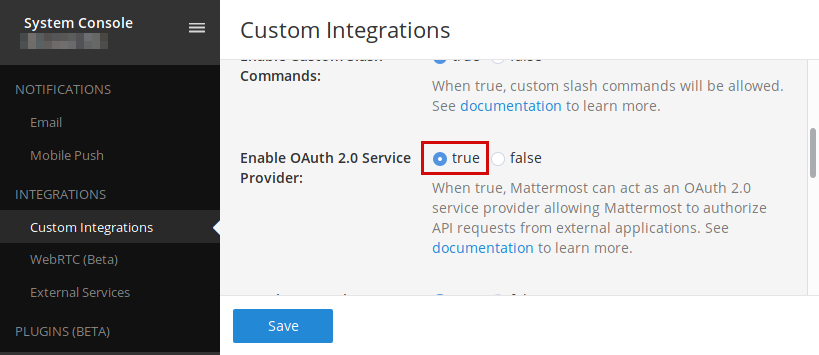 System Console
NOTIFICATIONS
Email
Mobile Push
INTEGRATIONS
Custom Integrations
WebRTC (Beta)
External Services
PLUGINS (BETA)
Custom Integrations
Enable Custom Slash
Commands:
true false
When true, custom slash commands will be allowed.
See documentation to learn more.
Enable OAuth 2.0 Service
Provider:
true false
When true, Mattermost can act as an OAuth 2.0
service provider allowing Mattermost to authorize
API requests from external applications. See
documentation to learn more.
Save